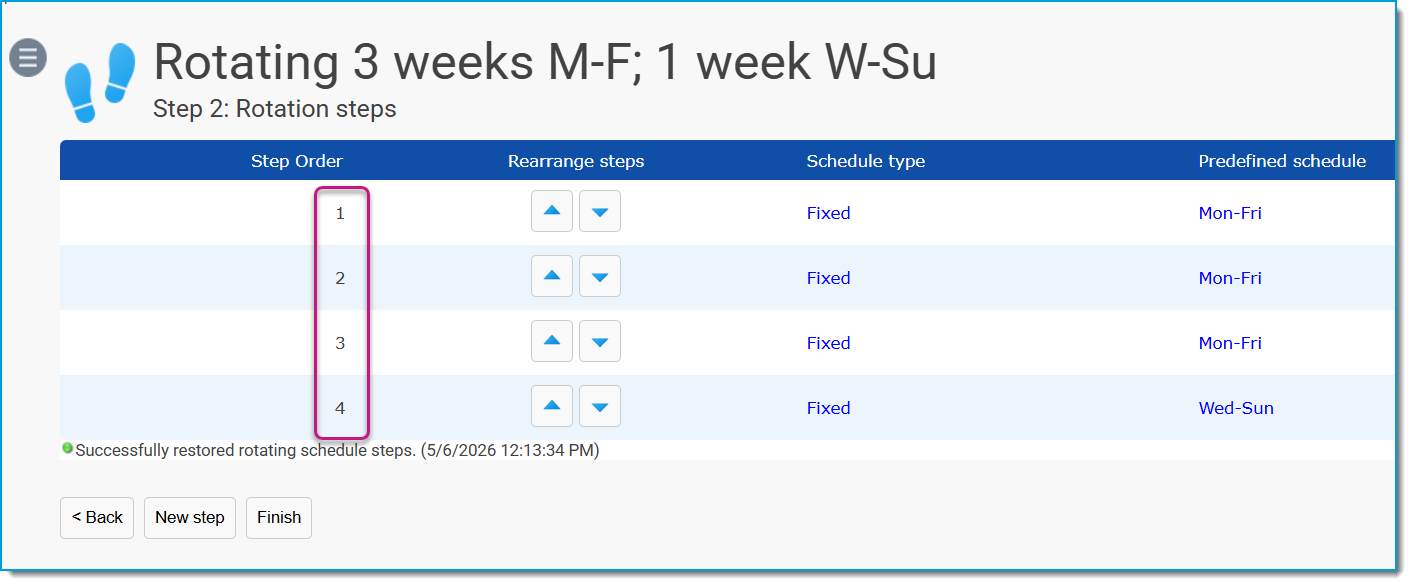 Rotating 3 weeks M-F; 1 week W-Su
Step 2: Rotation steps
Step Order Rearrange steps Schedule type Predefined schedule
1 Fixed Mon-Fri
2 Fixed Mon-Fri
3 Fixed Mon-Fri
4 Fixed Wed-Sun
Successfully restored rotating schedule steps. (5/6/2026 12:13:34 PM)
< Back New step Finish